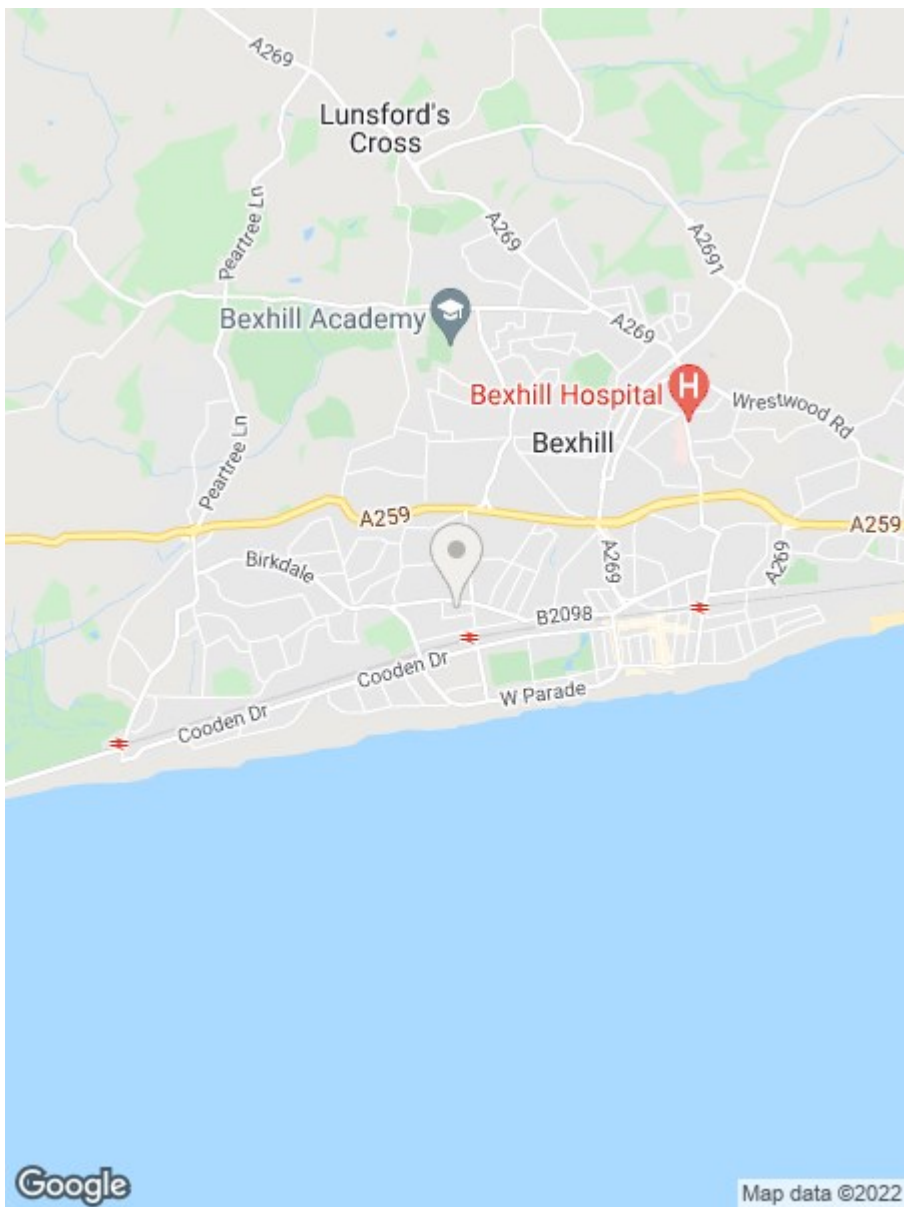 A269
Lunsford's
Cross
Peartree Ln
A269
A2691
Bexhill Academy
A269
Bexhill Hospital
H
Wrestwood Rd
Bexhill
Peartree Ln
A259
A259
Birkdale
A269
A269
B2098
Cooden Dr
W Parade
Cooden Dr
Google
Map data ©2022